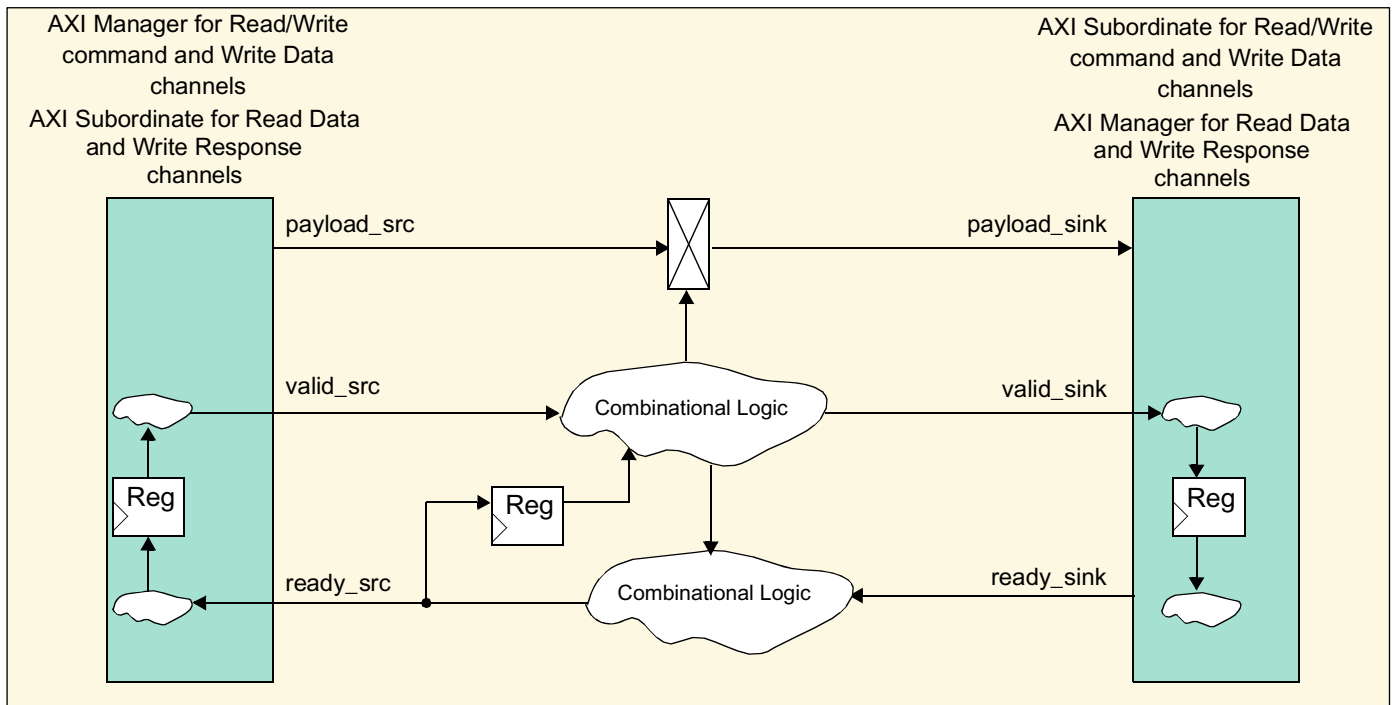 AXI Manager for Read/Write
command and Write Data
channels
AXI Subordinate for Read Data
and Write Response
channels
AXI Subordinate for Read/Write
command and Write Data
channels
AXI Manager for Read Data
and Write Response
channels
payload_src
payload_sink
valid_src
Combinational Logic
valid_sink
Reg
Reg
Reg
ready_src
Combinational Logic
ready_sink